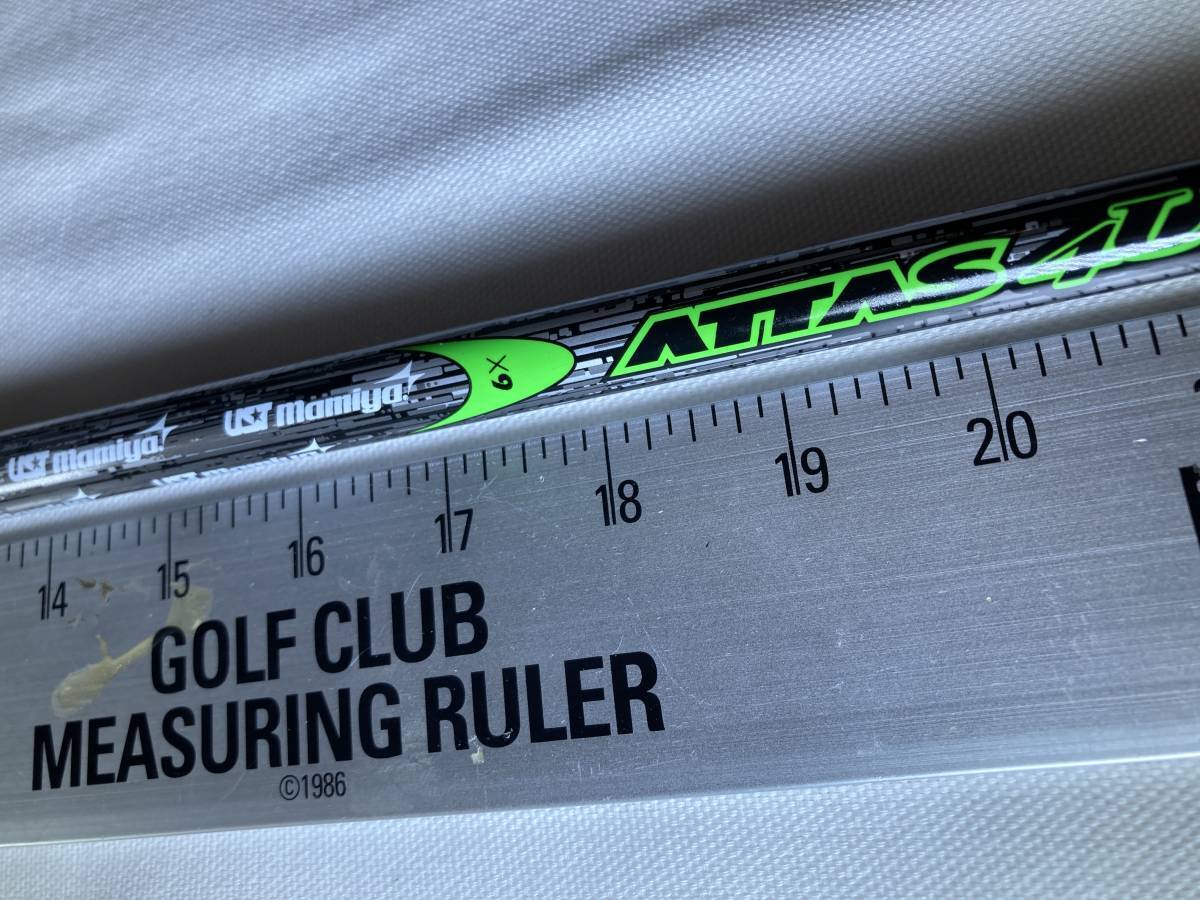 ATTAS 4U
6X
UST Mamiya
UST Mamiya
14 15 16 17 18 19 20
GOLF CLUB
MEASURING RULER
©1986